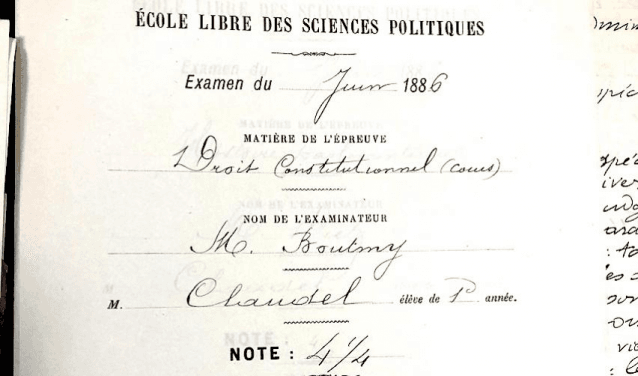 ÉCOLE LIBRE DES SCIENCES POLITIQUES
Examen du Juin 1886
MATIÈRE DE L'ÉPREUVE
Droit Constitutionnel (cours)
NOM DE L'EXAMINATEUR
M. Boutmy
M. Claudel élève de 1re année.
NOTE : 4 1/4